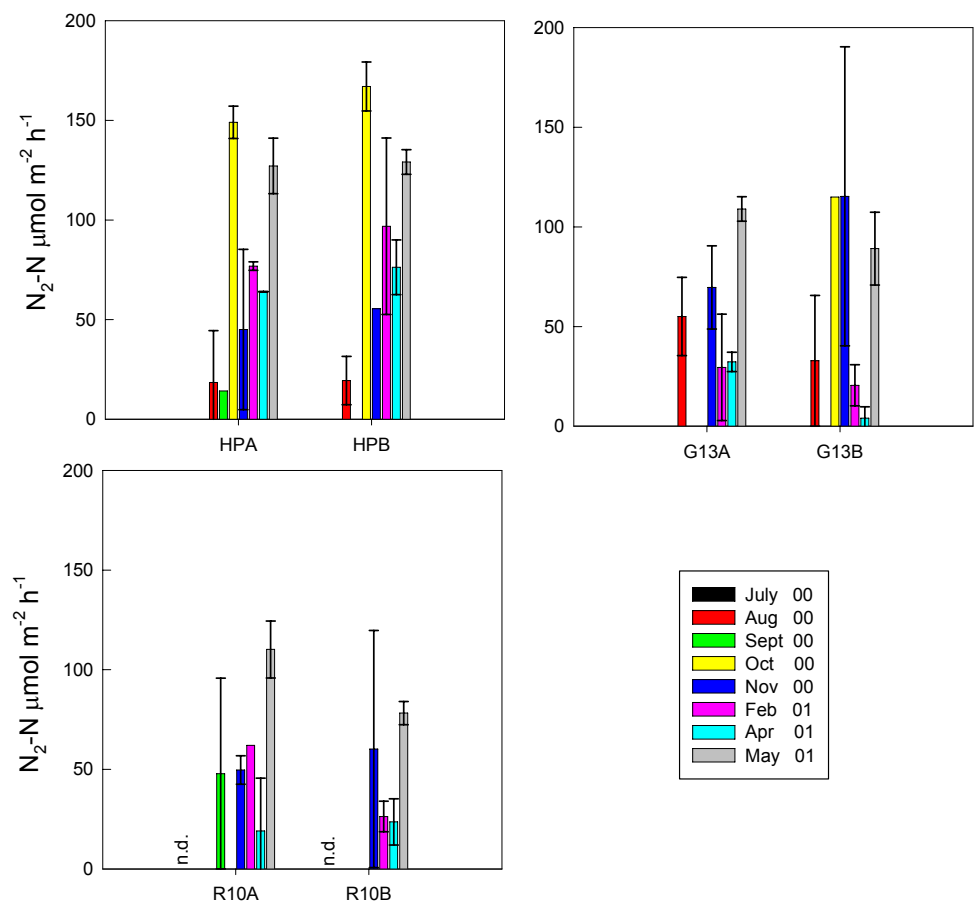 200
150
100
50
0
N₂-N μmol m⁻² h⁻¹
HPA HPB
200
150
100
50
0
G13A G13B
200
150
100
50
0
N₂-N μmol m⁻² h⁻¹
n.d. n.d.
R10A R10B
July 00
Aug 00
Sept 00
Oct 00
Nov 00
Feb 01
Apr 01
May 01